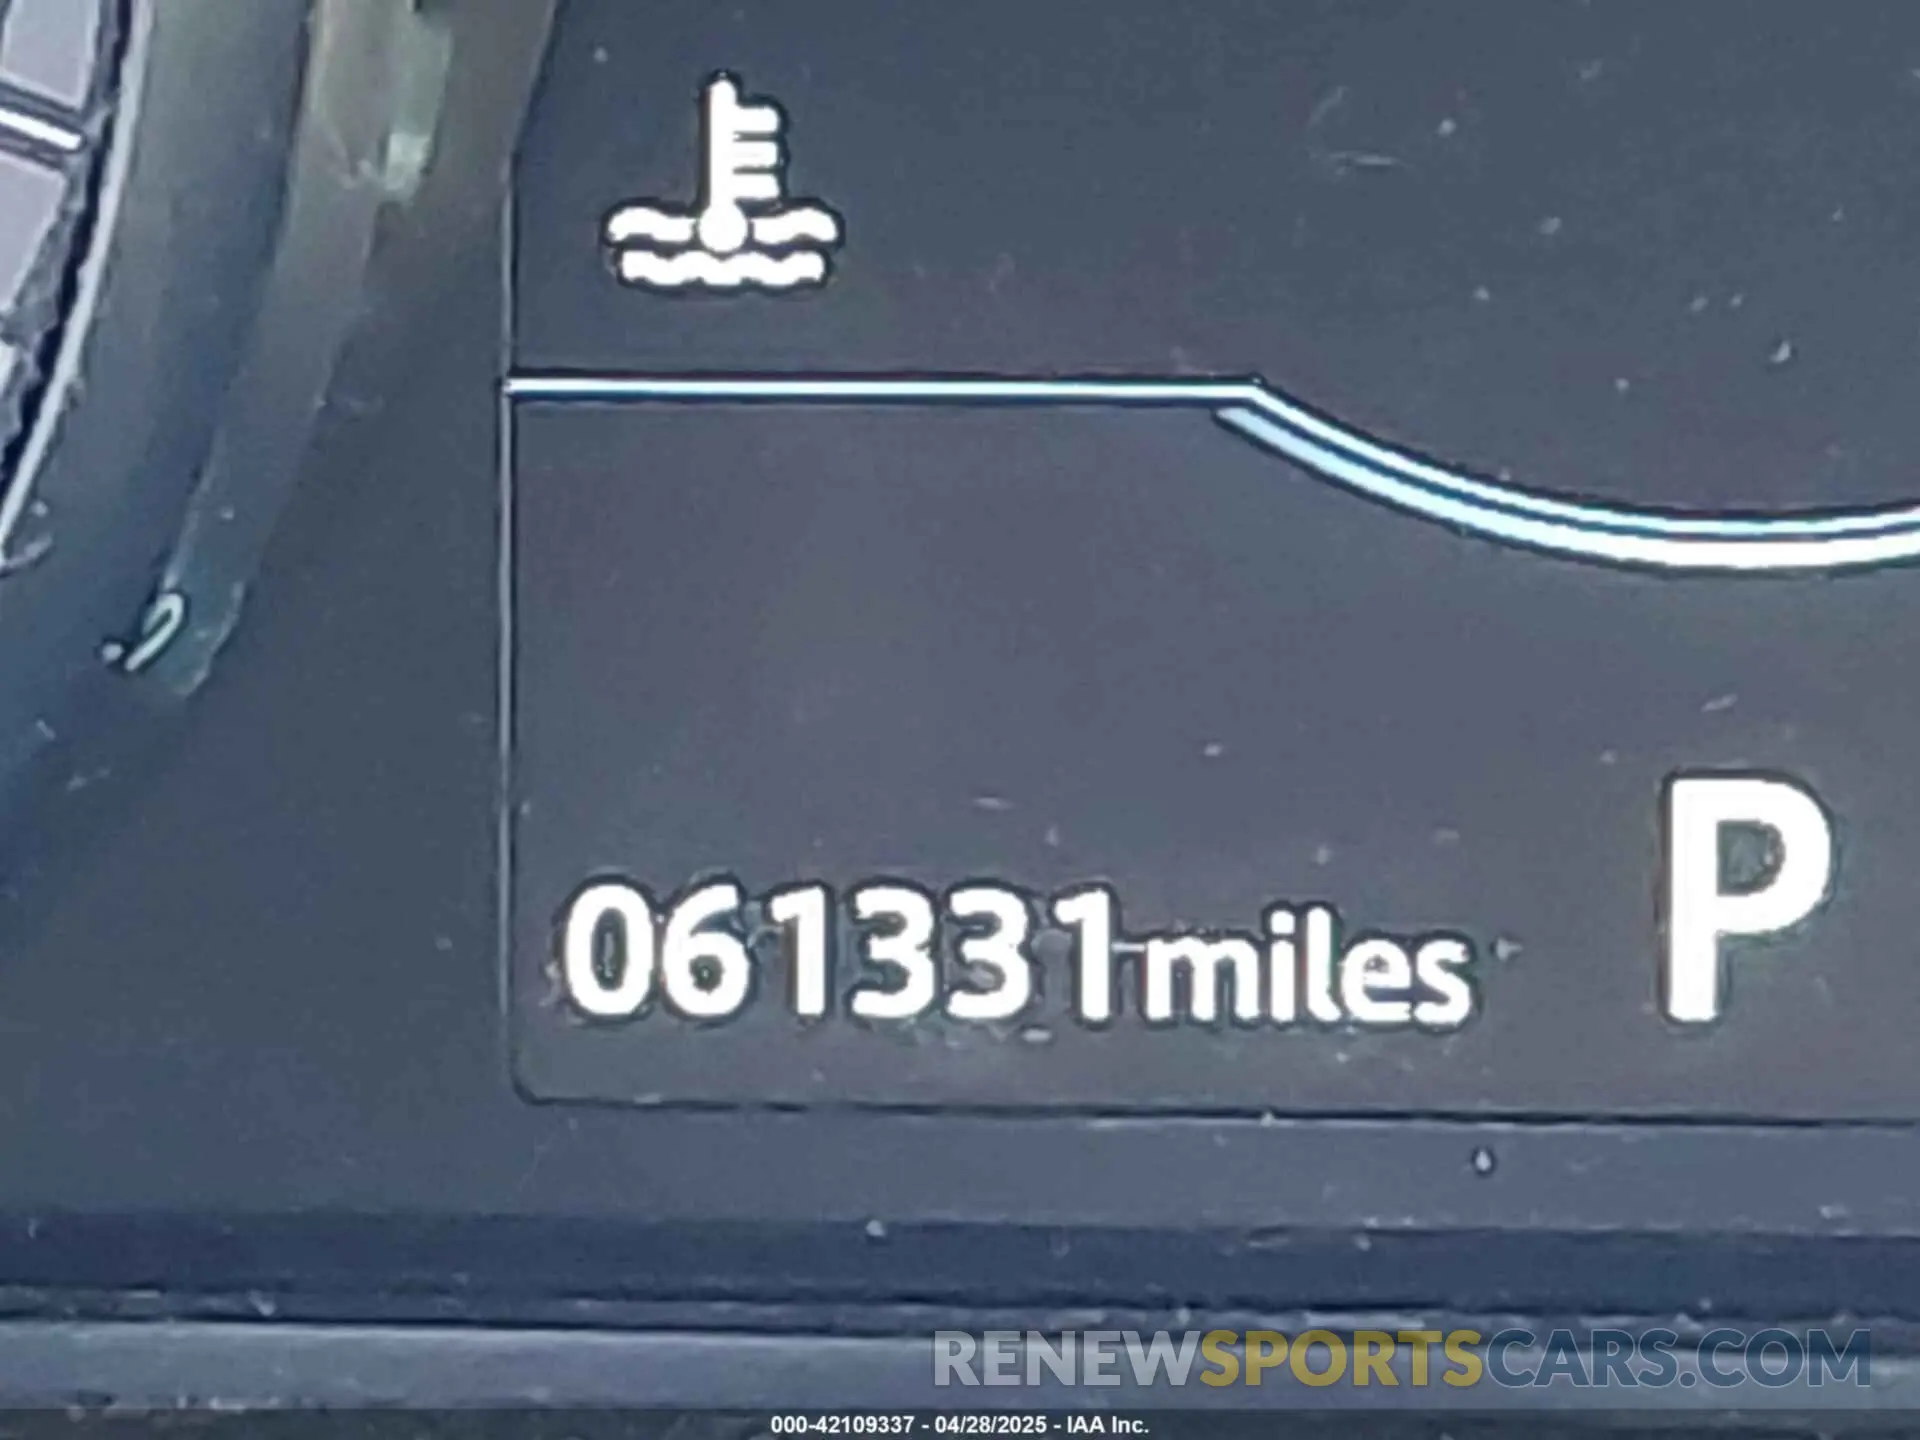 061331miles
P
RENEWSPORTSCARS.COM
000-42109337 - 04/28/2025 - IAA Inc.